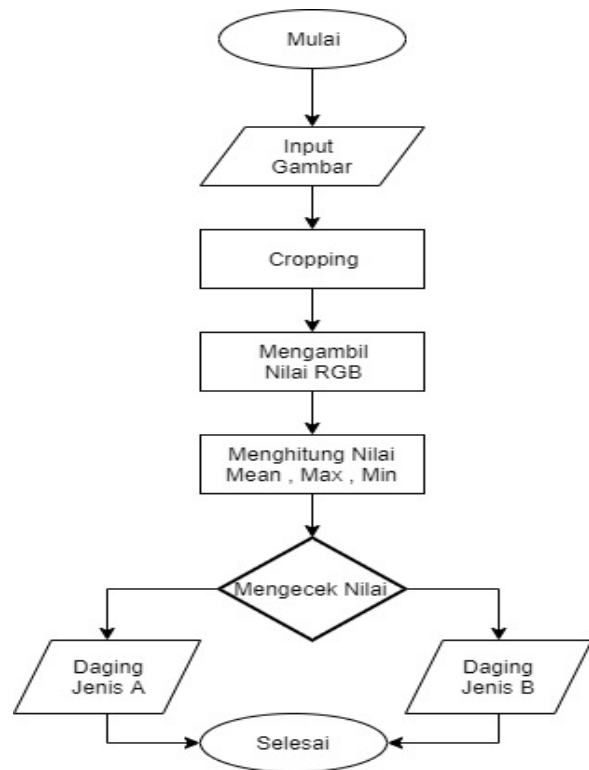 Mulai
Input
Gambar
Cropping
Mengambil
Nilai RGB
Menghitung Nilai
Mean , Max , Min
Mengecek Nilai
Daging
Jenis A
Daging
Jenis B
Selesai